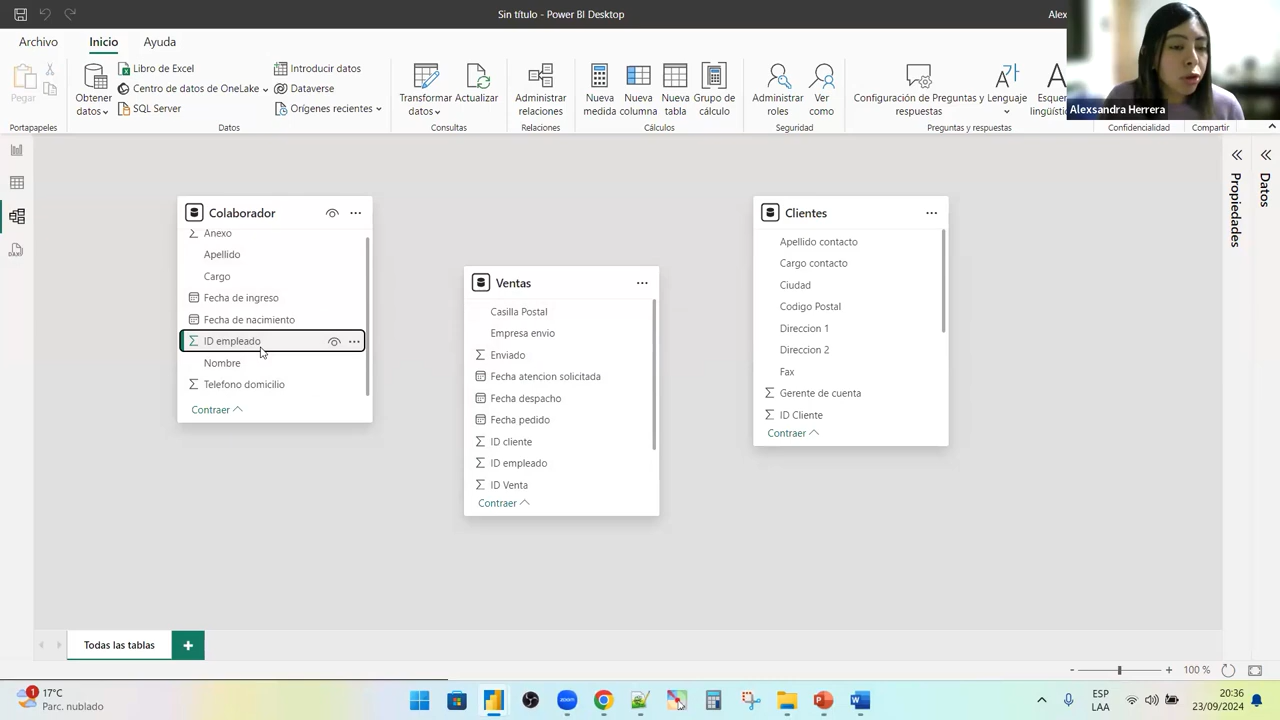 Sin título - Power BI Desktop
Alex
Archivo
Inicio
Ayuda
Pegar
Portapapeles
Obtener datos
Libro de Excel
Centro de datos de OneLake
SQL Server
Introducir datos
Dataverse
Orígenes recientes
Datos
Transformar datos
Actualizar
Consultas
Administrar relaciones
Relaciones
Nueva medida
Nueva columna
Nueva tabla
Grupo de cálculo
Cálculos
Administrar roles
Ver como
Seguridad
Configuración de Preguntas y respuestas
Lenguaje
Esque
lingüísti
Preguntas y respuestas
Confidencialidad
Compartir
Alexsandra Herrera
Colaborador
Anexo
Apellido
Cargo
Fecha de ingreso
Fecha de nacimiento
ID empleado
Nombre
Telefono domicilio
Contraer
Ventas
Casilla Postal
Empresa envio
Enviado
Fecha atencion solicitada
Fecha despacho
Fecha pedido
ID cliente
ID empleado
ID Venta
Contraer
Clientes
Apellido contacto
Cargo contacto
Ciudad
Codigo Postal
Direccion 1
Direccion 2
Fax
Gerente de cuenta
ID Cliente
Contraer
Propiedades
Datos
Todas las tablas
100 %
1
17°C
Parc. nublado
ESP
LAA
20:36
23/09/2024